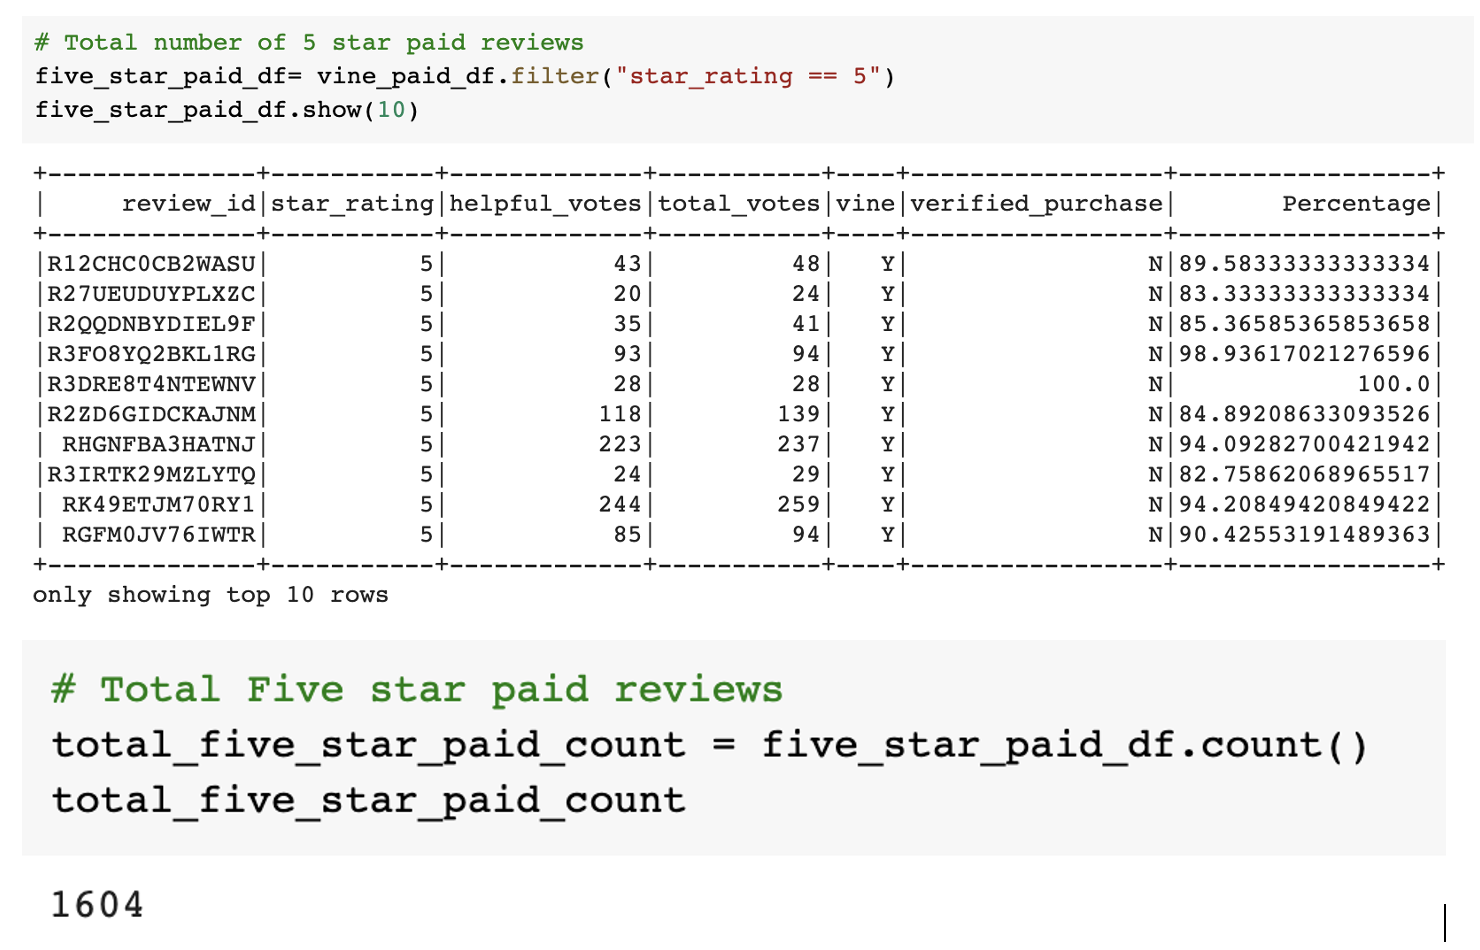 # Total number of 5 star paid reviews
five_star_paid_df= vine_paid_df.filter("star_rating == 5")
five_star_paid_df.show(10)
+--------------+-----------+-------------+-----------+----+-----------------+-----------------+
|     review_id|star_rating|helpful_votes|total_votes|vine|verified_purchase|       Percentage|
+--------------+-----------+-------------+-----------+----+-----------------+-----------------+
|R12CHC0CB2WASU|          5|           43|         48|   Y|                N|89.58333333333334|
|R27UEUDUYPLXZC|          5|           20|         24|   Y|                N|83.33333333333334|
|R2QQDNBYDIEL9F|          5|           35|         41|   Y|                N|85.36585365853658|
|R3FO8YQ2BKL1RG|          5|           93|         94|   Y|                N|98.93617021276596|
|R3DRE8T4NTEWNV|          5|           28|         28|   Y|                N|            100.0|
|R2ZD6GIDCKAJNM|          5|          118|        139|   Y|                N|84.89208633093526|
| RHGNFBA3HATNJ|          5|          223|        237|   Y|                N|94.09282700421942|
|R3IRTK29MZLYTQ|          5|           24|         29|   Y|                N|82.75862068965517|
| RK49ETJM70RY1|          5|          244|        259|   Y|                N|94.20849420849422|
| RGFM0JV76IWTR|          5|           85|         94|   Y|                N|90.42553191489363|
+--------------+-----------+-------------+-----------+----+-----------------+-----------------+
only showing top 10 rows
# Total Five star paid reviews
total_five_star_paid_count = five_star_paid_df.count()
total_five_star_paid_count
1604